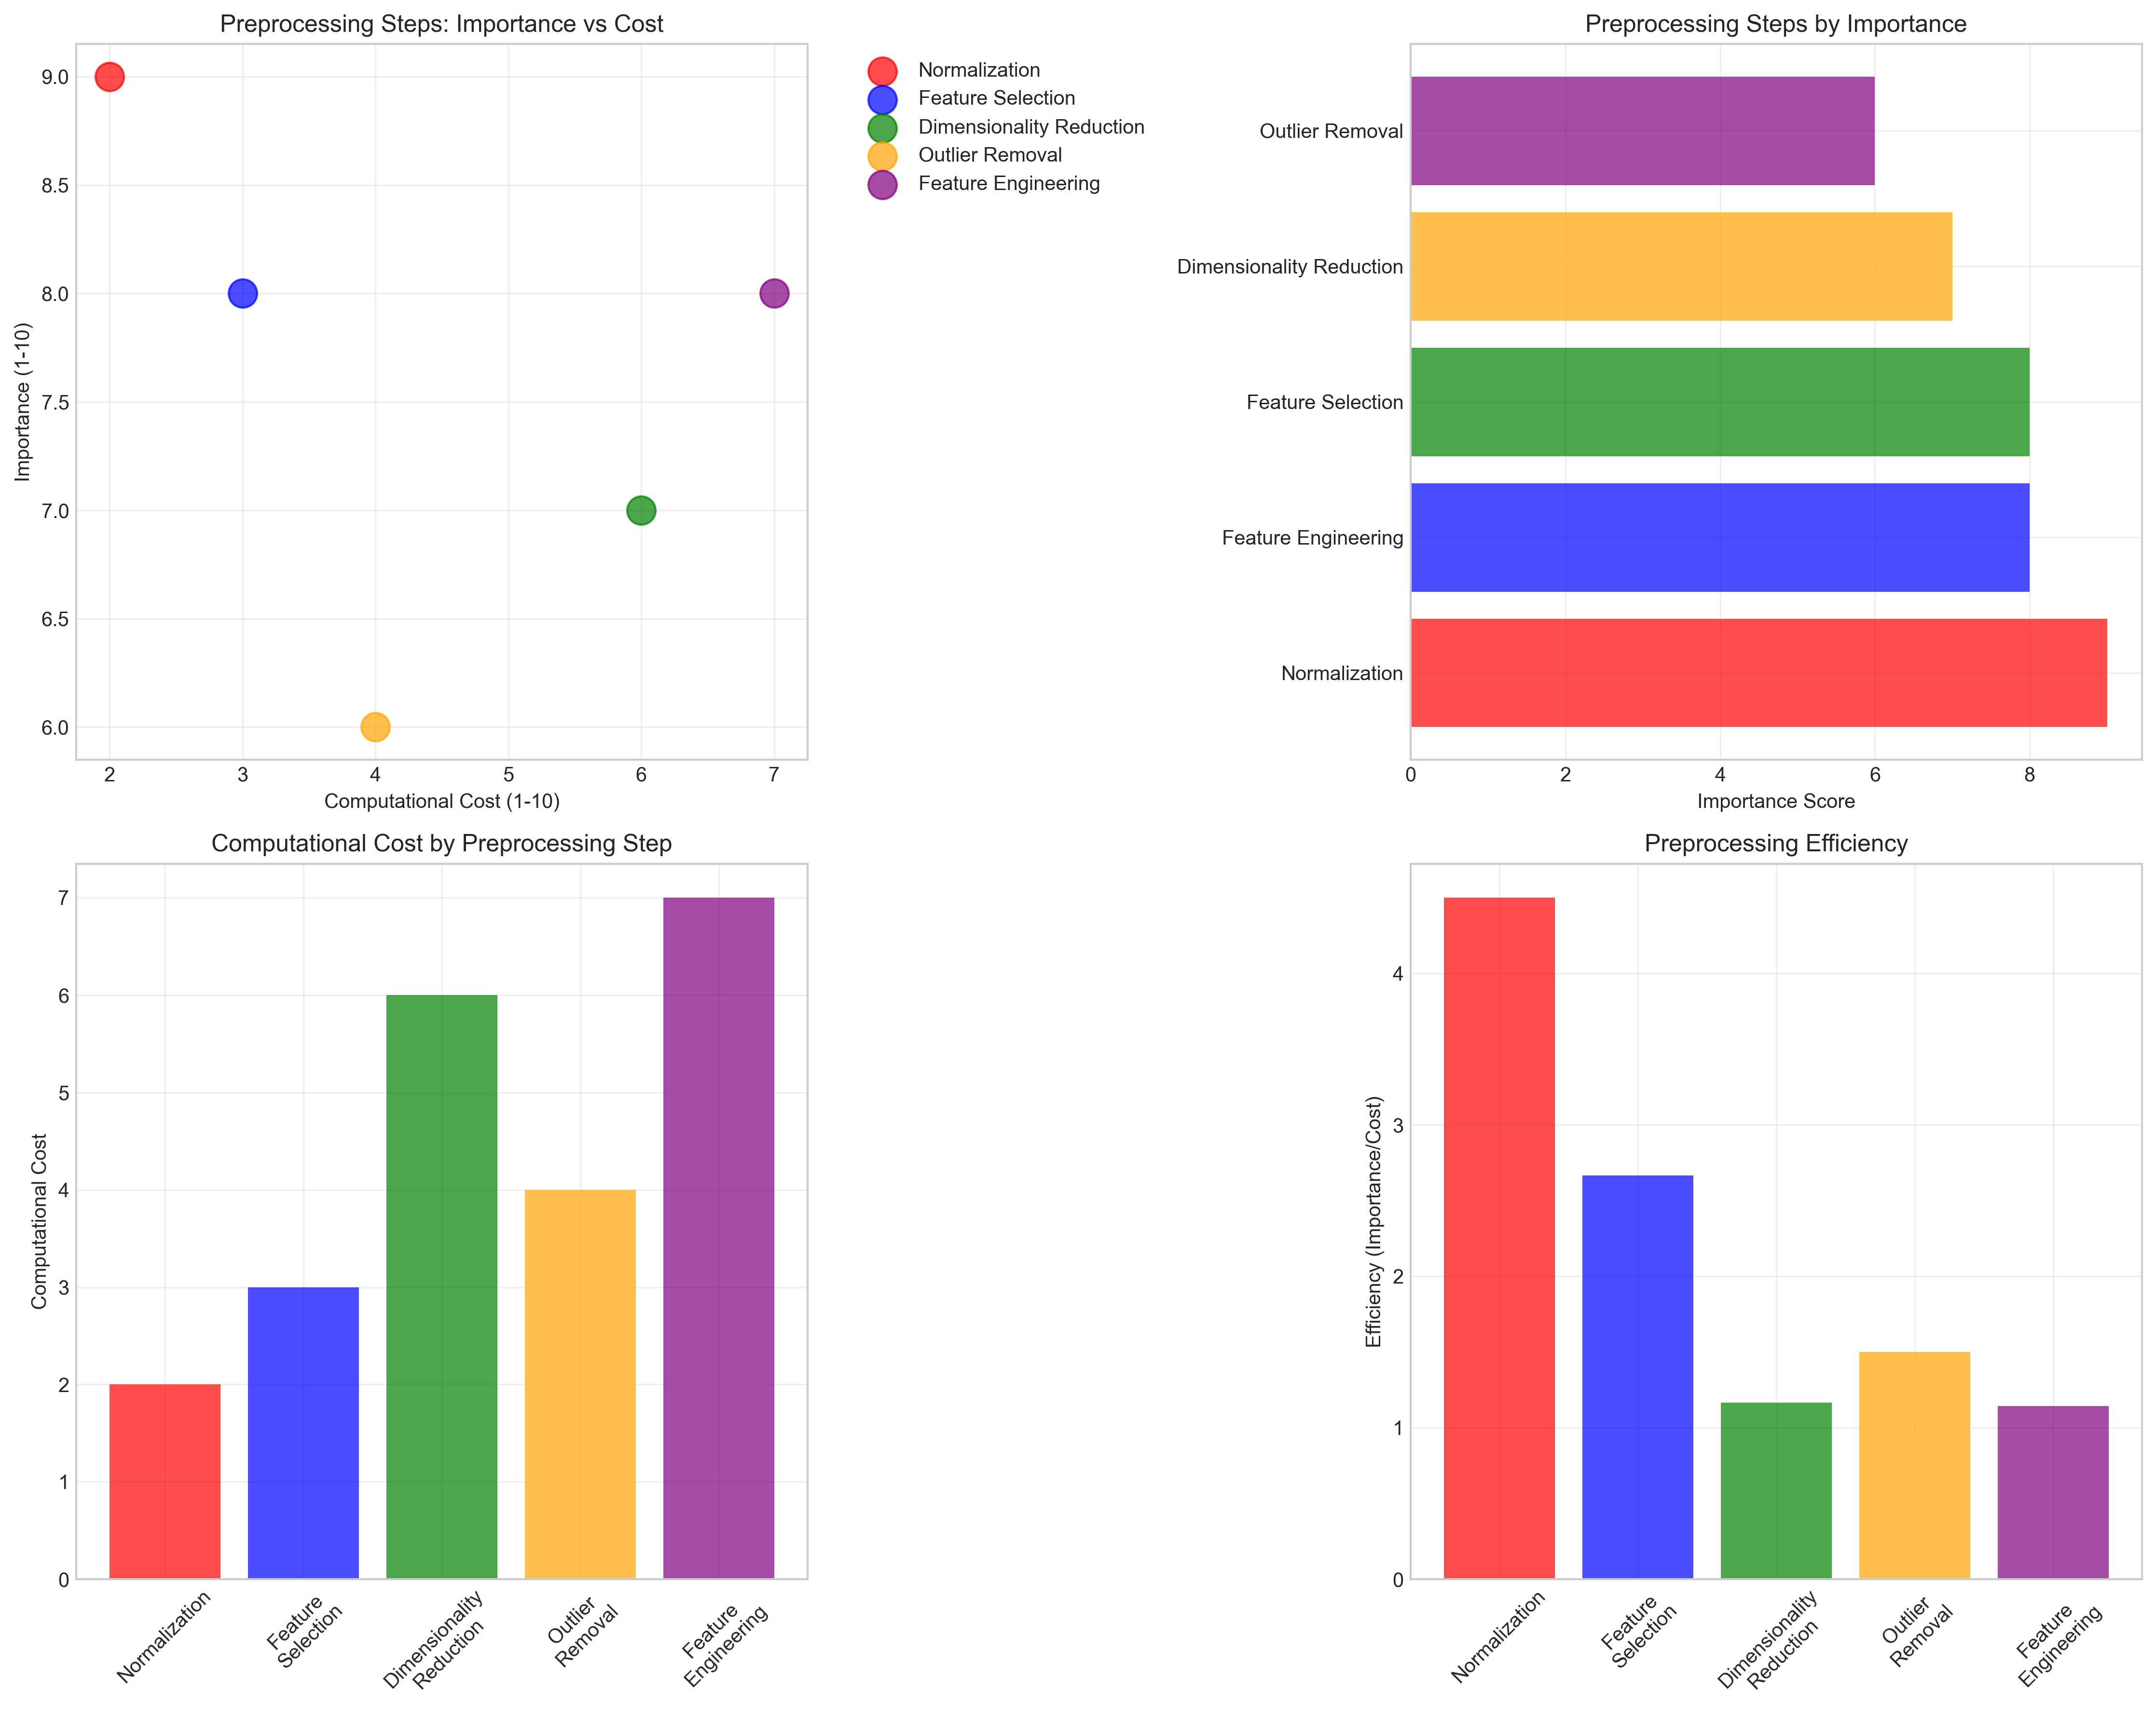 Preprocessing Steps: Importance vs Cost
Importance (1-10)
9.0
8.5
8.0
7.5
7.0
6.5
6.0
2 3 4 5 6 7
Computational Cost (1-10)
Normalization
Feature Selection
Dimensionality Reduction
Outlier Removal
Feature Engineering
Preprocessing Steps by Importance
Outlier Removal
Dimensionality Reduction
Feature Selection
Feature Engineering
Normalization
0 2 4 6 8
Importance Score
Computational Cost by Preprocessing Step
Computational Cost
7
6
5
4
3
2
1
0
Normalization
Feature
Selection
Dimensionality
Reduction
Outlier
Removal
Feature
Engineering
Preprocessing Efficiency
Efficiency (Importance/Cost)
4
3
2
1
0
Normalization
Feature
Selection
Dimensionality
Reduction
Outlier
Removal
Feature
Engineering